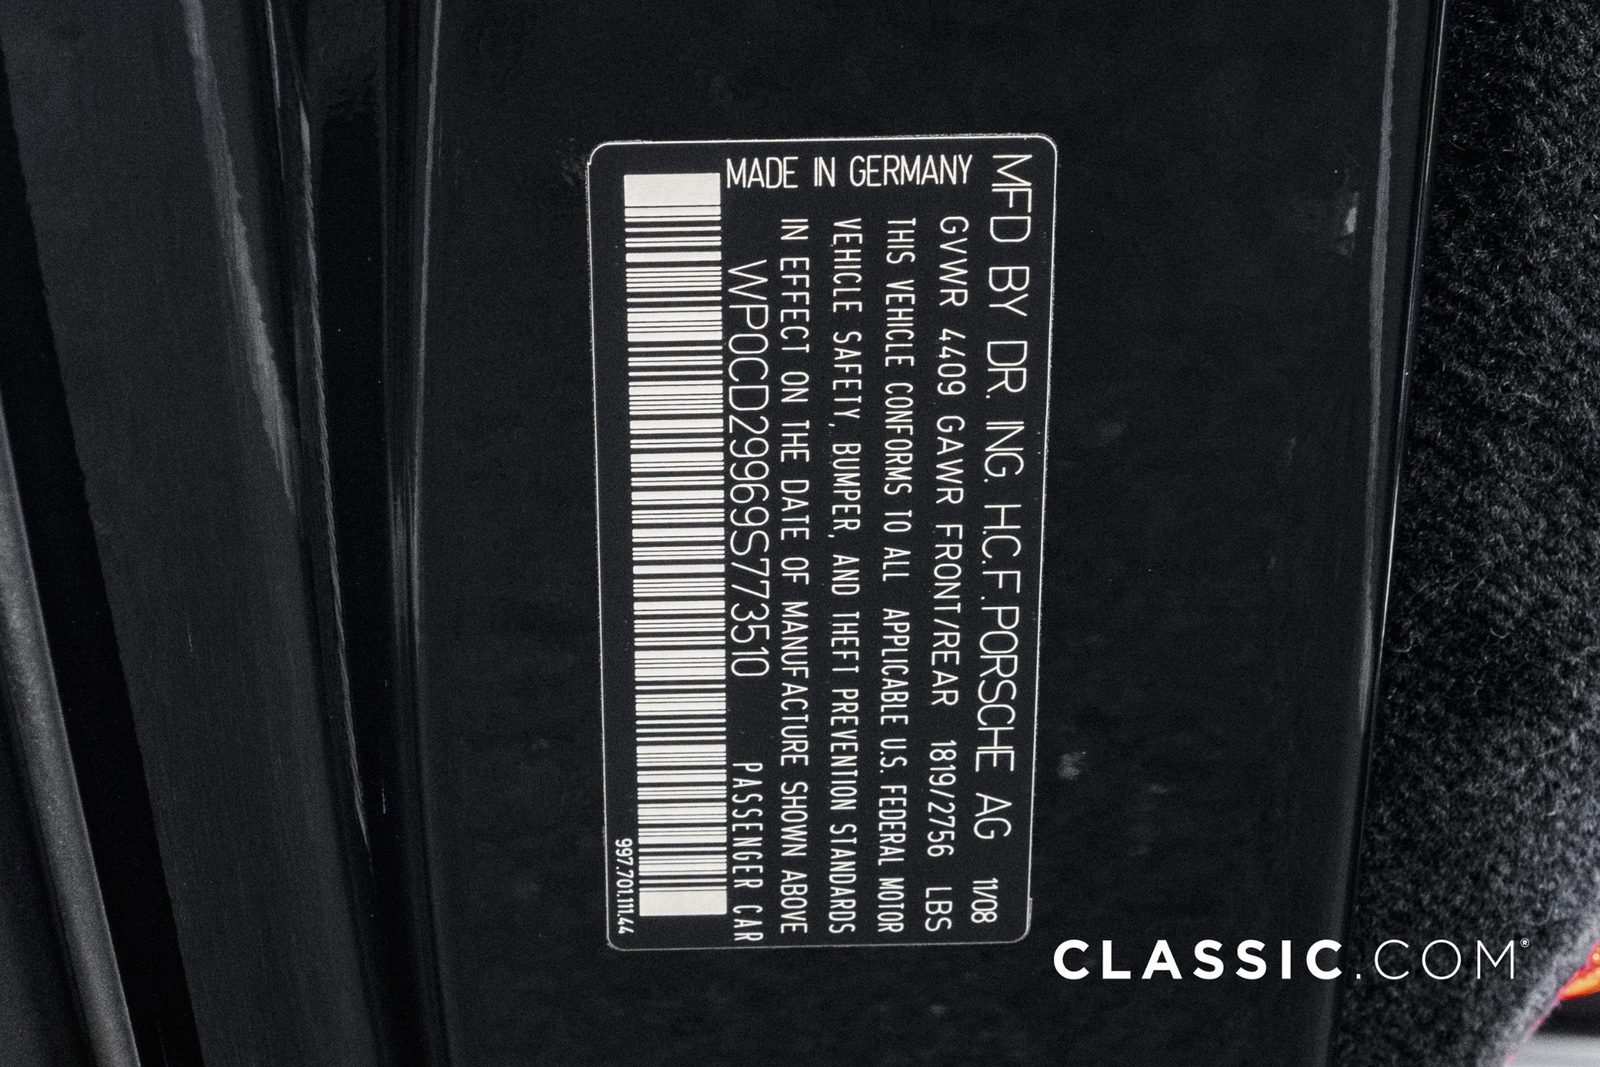 MFD BY DR. ING. H.C.F. PORSCHE AG 11/08
GVWR 4409 GAWR FRONT/REAR 1819/2756 LBS
THIS VEHICLE CONFORMS TO ALL APPLICABLE U.S. FEDERAL MOTOR
VEHICLE SAFETY, BUMPER, AND THEFT PREVENTION STANDARDS
IN EFFECT ON THE DATE OF MANUFACTURE SHOWN ABOVE
WP0CD29969S773510 PASSENGER CAR
MADE IN GERMANY
997.701.111.44
CLASSIC.COM®